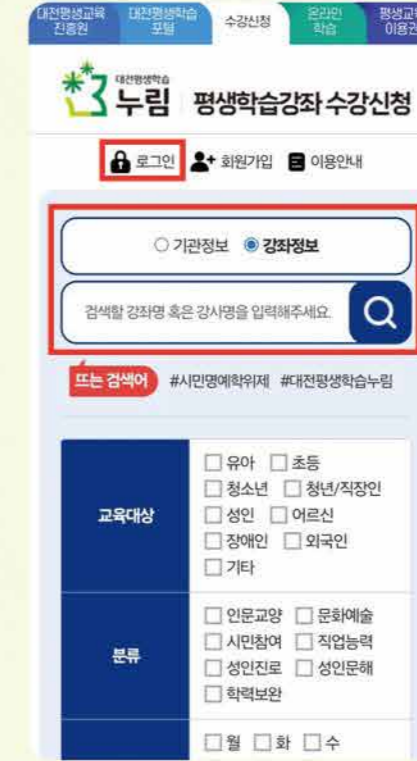 대전평생교육진흥원 대전평생학습포털 수강신청 온라인학습 평생교육이용권
대전평생학습
누림 평생학습강좌 수강신청
로그인 회원가입 이용안내
기관정보 강좌정보
검색할 강좌명 혹은 강사명을 입력해주세요.
뜨는 검색어 #시민명예학위제 #대전평생학습누림
교육대상
유아 초등
청소년 청년/직장인
성인 어르신
장애인 외국인
기타
분류
인문교양 문화예술
시민참여 직업능력
성인진로 성인문해
학력보완
월 화 수